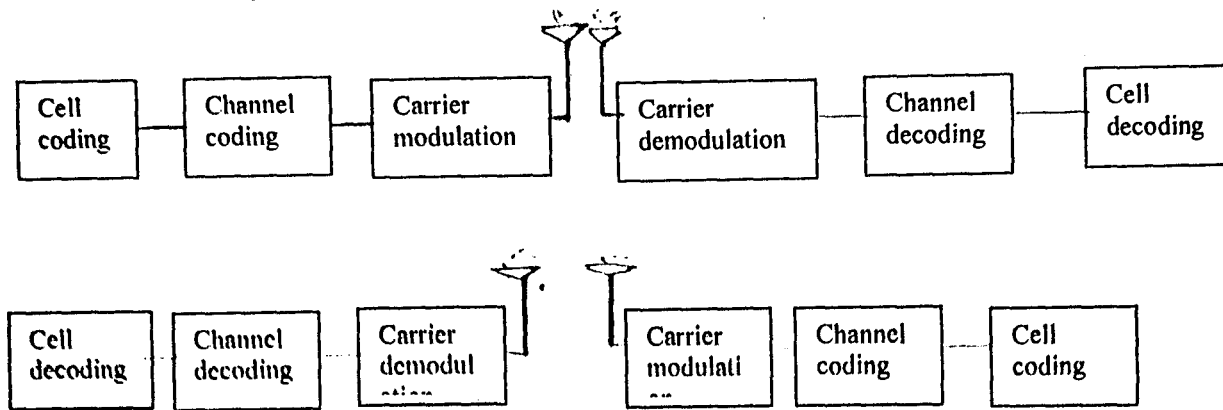 Cell
coding
Channel
coding
Carrier
modulation
Carrier
demodulation
Channel
decoding
Cell
decoding
Cell
decoding
Channel
decoding
Carrier
demodul
Carrier
modulati
Channel
coding
Cell
coding